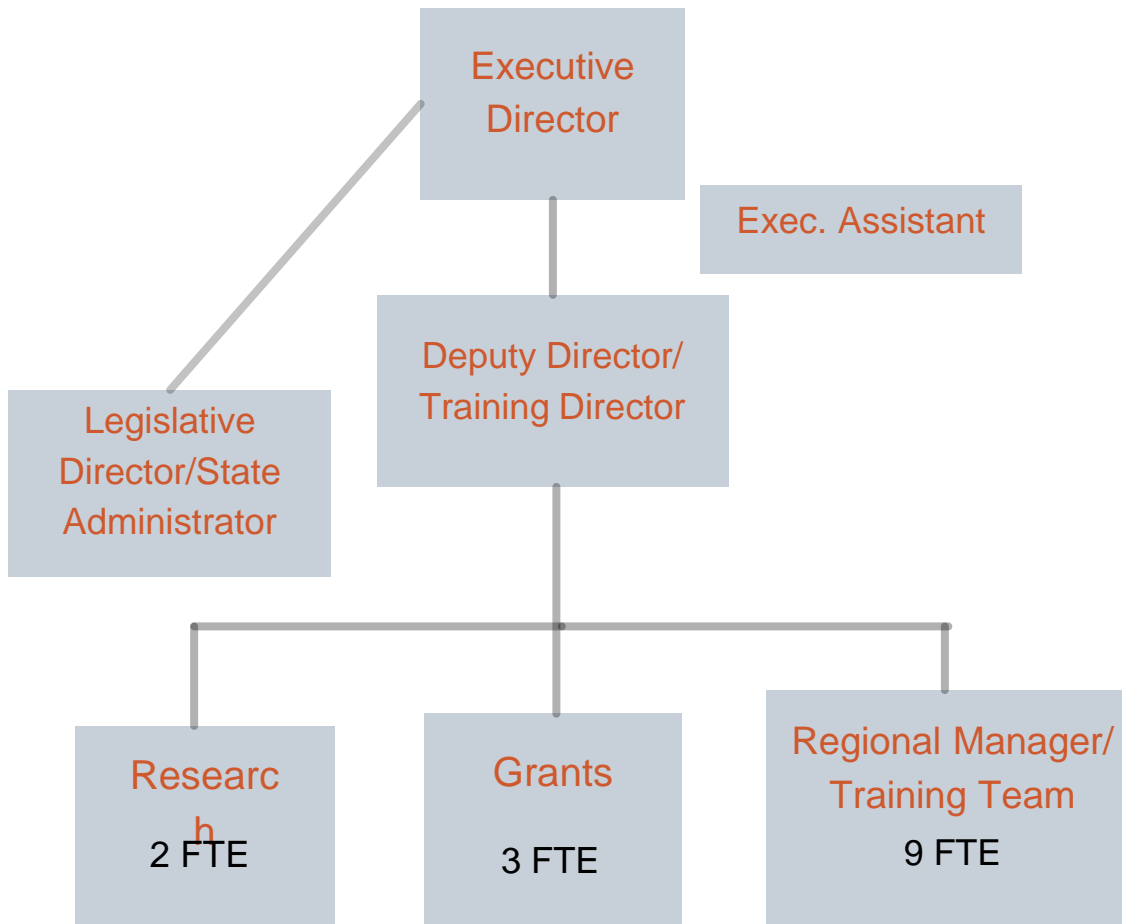 Executive
Director
Exec. Assistant
Deputy Director/
Training Director
Legislative
Director/State
Administrator
Researc
h
2 FTE
Grants
3 FTE
Regional Manager/
Training Team
9 FTE